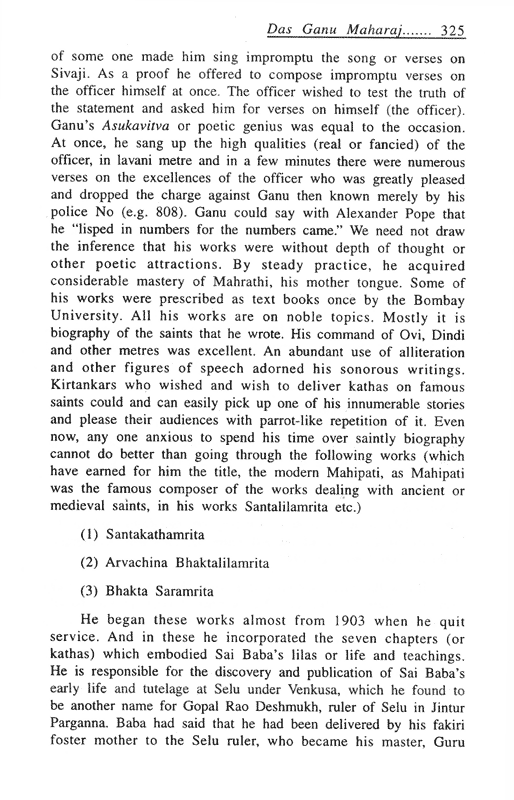 Das Ganu Maharaj....... 325
of some one made him sing impromptu the song or verses on
Sivaji. As a proof he offered to compose impromptu verses on
the officer himself at once. The officer wished to test the truth of
the statement and asked him for verses on himself (the officer).
Ganu's Asukavitva or poetic genius was equal to the occasion.
At once, he sang up the high qualities (real or fancied) of the
officer, in lavani metre and in a few minutes there were numerous
verses on the excellences of the officer who was greatly pleased
and dropped the charge against Ganu then known merely by his
police No (e.g. 808). Ganu could say with Alexander Pope that
he “lisped in numbers for the numbers came.” We need not draw
the inference that his works were without depth of thought or
other poetic attractions. By steady practice, he acquired
considerable mastery of Mahrathi, his mother tongue. Some of
his works were prescribed as text books once by the Bombay
University. All his works are on noble topics. Mostly it is
biography of the saints that he wrote. His command of Ovi, Dindi
and other metres was excellent. An abundant use of alliteration
and other figures of speech adorned his sonorous writings.
Kirtankars who wished and wish to deliver kathas on famous
saints could and can easily pick up one of his innumerable stories
and please their audiences with parrot-like repetition of it. Even
now, any one anxious to spend his time over saintly biography
cannot do better than going through the following works (which
have earned for him the title, the modern Mahipati, as Mahipati
was the famous composer of the works dealing with ancient or
medieval saints, in his works Santalilamrita etc.)
(1) Santakathamrita
(2) Arvachina Bhaktalilamrita
(3) Bhakta Saramrita
He began these works almost from 1903 when he quit
service. And in these he incorporated the seven chapters (or
kathas) which embodied Sai Baba's lilas or life and teachings.
He is responsible for the discovery and publication of Sai Baba's
early life and tutelage at Selu under Venkusa, which he found to
be another name for Gopal Rao Deshmukh, ruler of Selu in Jintur
Parganna. Baba had said that he had been delivered by his fakiri
foster mother to the Selu ruler, who became his master, Guru